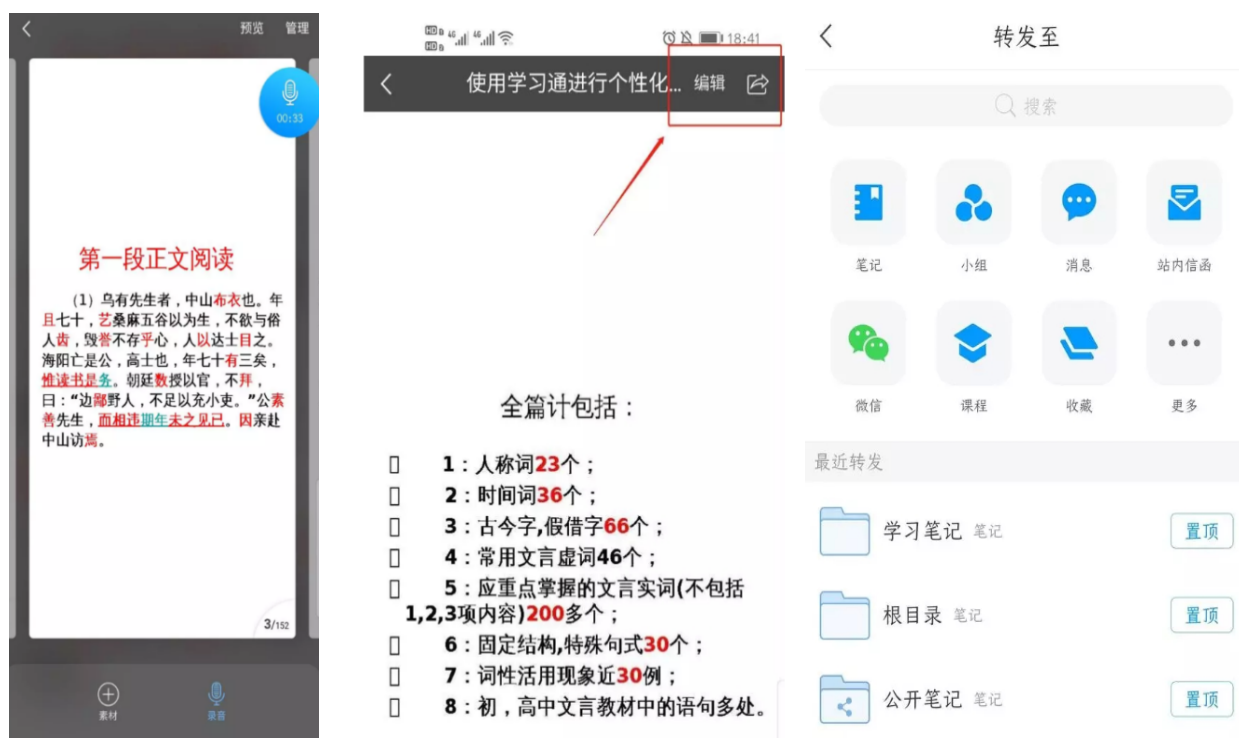 预览 管理
00:33
第一段正文阅读
（1）乌有先生者，中山布衣也。年
且七十，艺桑麻五谷以为生，不欲与俗
人齿，毁誉不存乎心，人以达士目之。
海阳亡是公，高士也，年七十有三矣，
惟读书是务。朝廷数授以官，不拜，
曰：“边鄙野人，不足以充小吏。”公素
善先生，而相违期年未之见已。因亲赴
中山访焉。
3/152
素材 录音
18:41
使用学习通进行个性化... 编辑
全篇计包括：
1：人称词23个；
2：时间词36个；
3：古今字,假借字66个；
4：常用文言虚词46个；
5：应重点掌握的文言实词(不包括
1,2,3项内容)200多个；
6：固定结构,特殊句式30个；
7：词性活用现象近30例；
8：初，高中文言教材中的语句多处。
转发至
搜索
笔记 小组 消息 站内信函
微信 课程 收藏 更多
最近转发
学习笔记 笔记 置顶
根目录 笔记 置顶
公开笔记 笔记 置顶